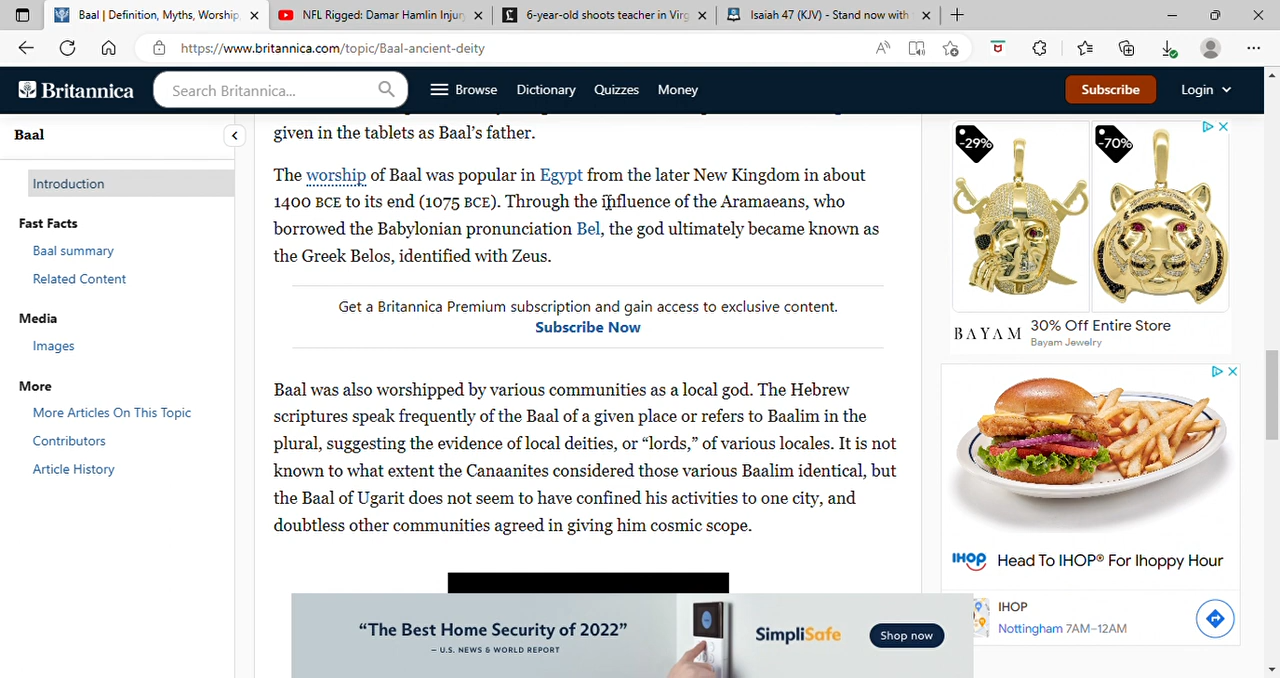 Baal | Definition, Myths, Worship,
NFL Rigged: Damar Hamlin Injur
6-year-old shoots teacher in Virg
Isaiah 47 (KJV) - Stand now with
https://www.britannica.com/topic/Baal-ancient-deity
Britannica
Search Britannica...
Browse
Dictionary
Quizzes
Money
Subscribe
Login
Baal
Introduction
Fast Facts
Baal summary
Related Content
Media
Images
More
More Articles On This Topic
Contributors
Article History
given in the tablets as Baal’s father.
The worship of Baal was popular in Egypt from the later New Kingdom in about
1400 BCE to its end (1075 BCE). Through the influence of the Aramaeans, who
borrowed the Babylonian pronunciation Bel, the god ultimately became known as
the Greek Belos, identified with Zeus.
Get a Britannica Premium subscription and gain access to exclusive content.
Subscribe Now
Baal was also worshipped by various communities as a local god. The Hebrew
scriptures speak frequently of the Baal of a given place or refers to Baalim in the
plural, suggesting the evidence of local deities, or “lords,” of various locales. It is not
known to what extent the Canaanites considered those various Baalim identical, but
the Baal of Ugarit does not seem to have confined his activities to one city, and
doubtless other communities agreed in giving him cosmic scope.
“The Best Home Security of 2022”
– U.S. NEWS & WORLD REPORT
SimpliSafe
Shop now
-29%
-70%
BAYAM
30% Off Entire Store
Bayam Jewelry
IHOP
Head To IHOP® For Ihoppy Hour
IHOP
Nottingham 7AM–12AM